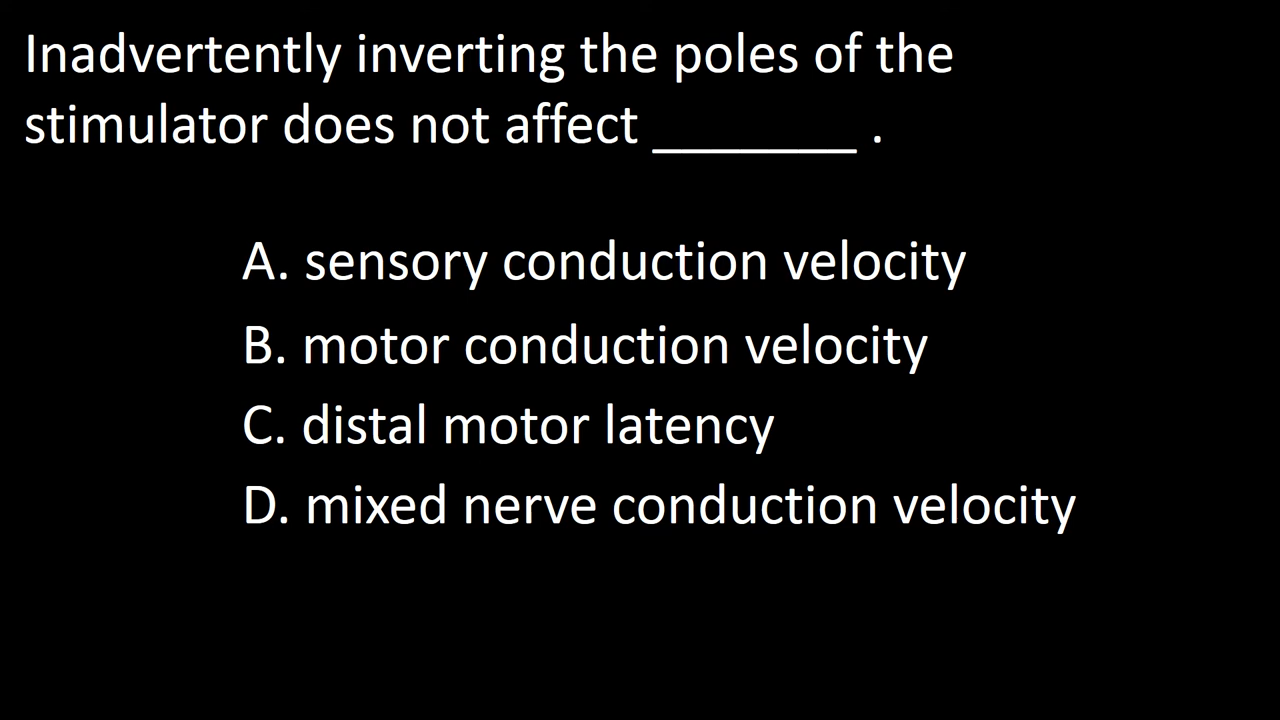 Inadvertently inverting the poles of the
stimulator does not affect ________ .
A. sensory conduction velocity
B. motor conduction velocity
C. distal motor latency
D. mixed nerve conduction velocity